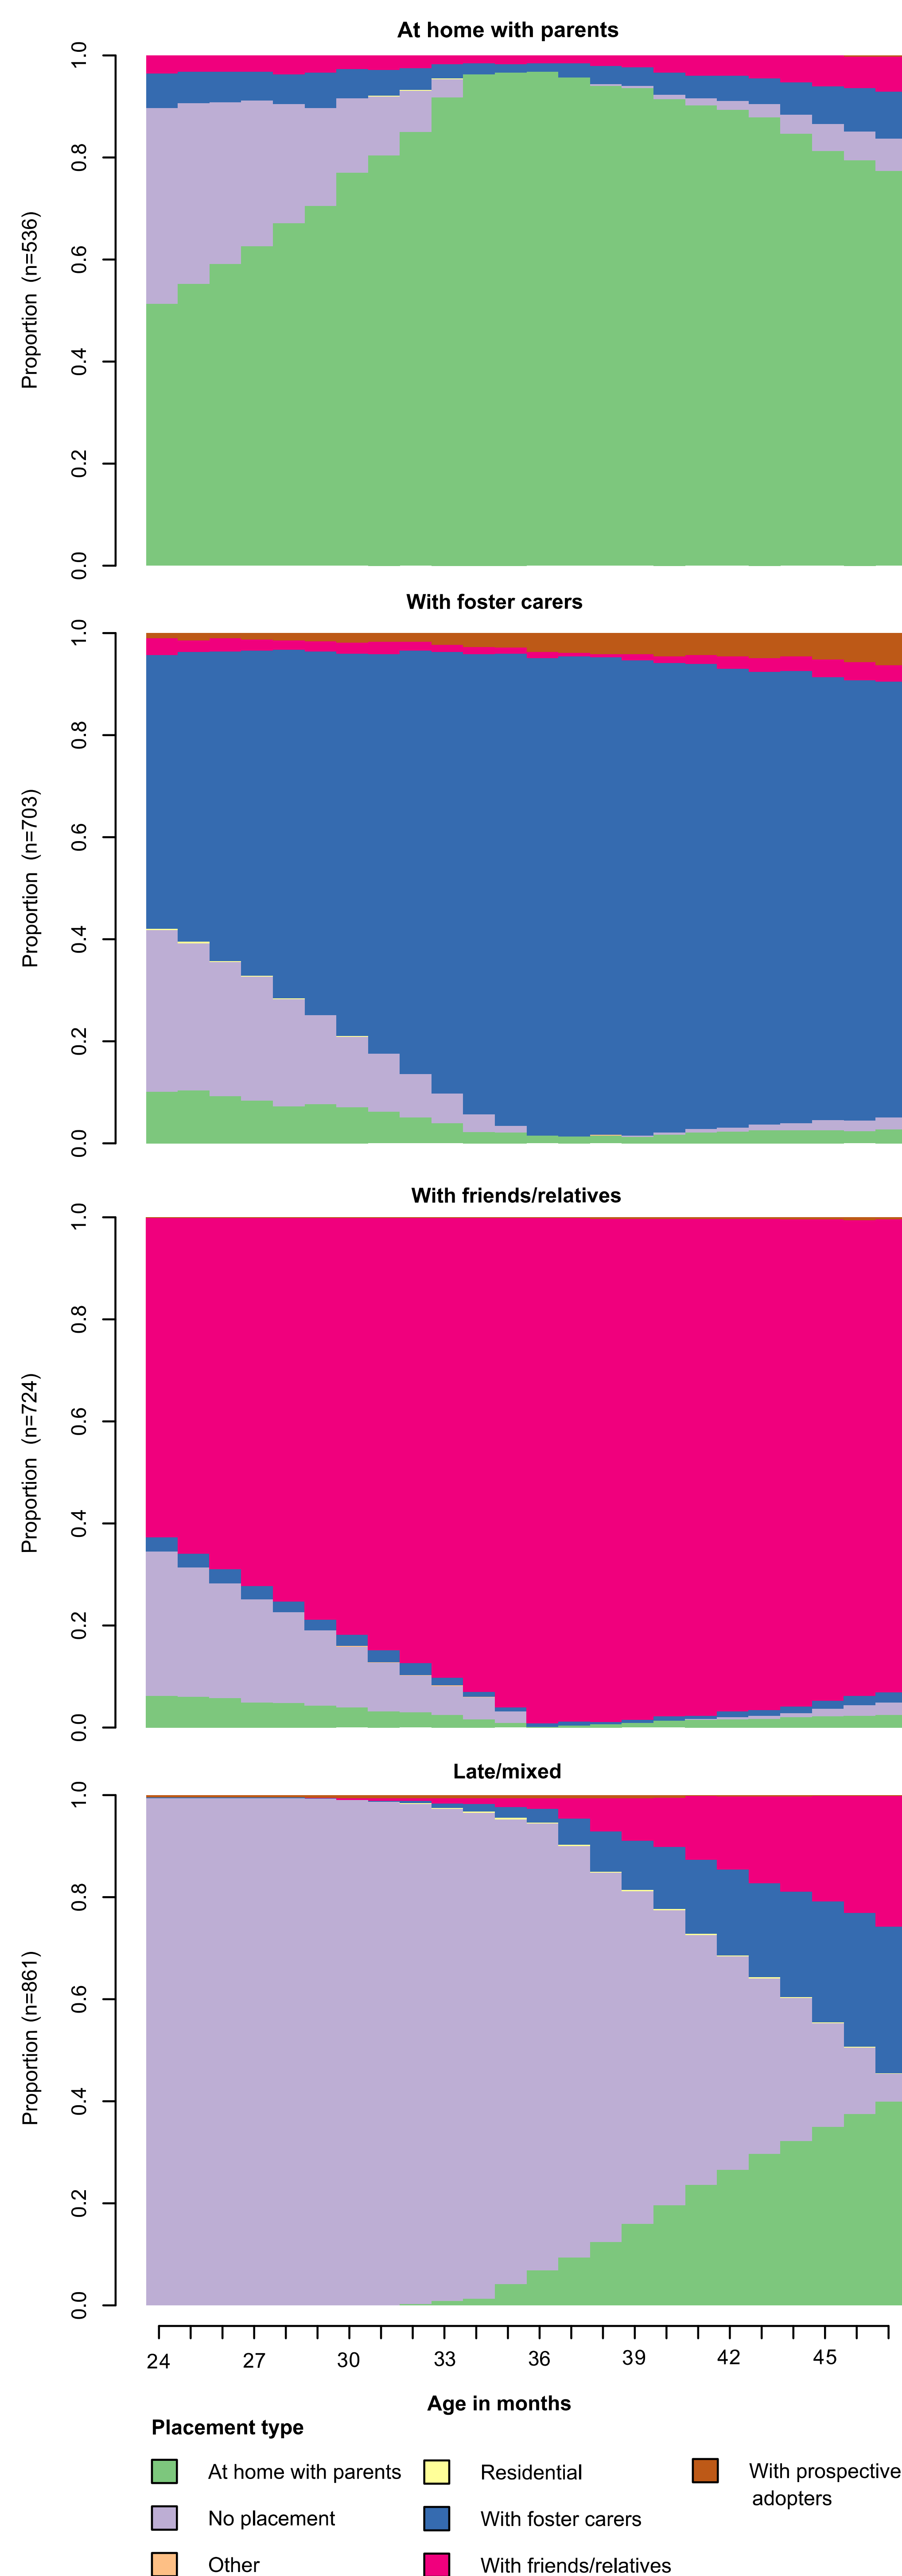 At home with parents
Proportion (n=536)
1.0
0.8
0.6
0.4
0.2
0.0
With foster carers
Proportion (n=703)
1.0
0.8
0.6
0.4
0.2
0.0
With friends/relatives
Proportion (n=724)
1.0
0.8
0.6
0.4
0.2
0.0
Late/mixed
Proportion (n=861)
1.0
0.8
0.6
0.4
0.2
0.0
24 27 30 33 36 39 42 45
Age in months
Placement type
At home with parents
No placement
Other
Residential
With foster carers
With friends/relatives
With prospective
adopters